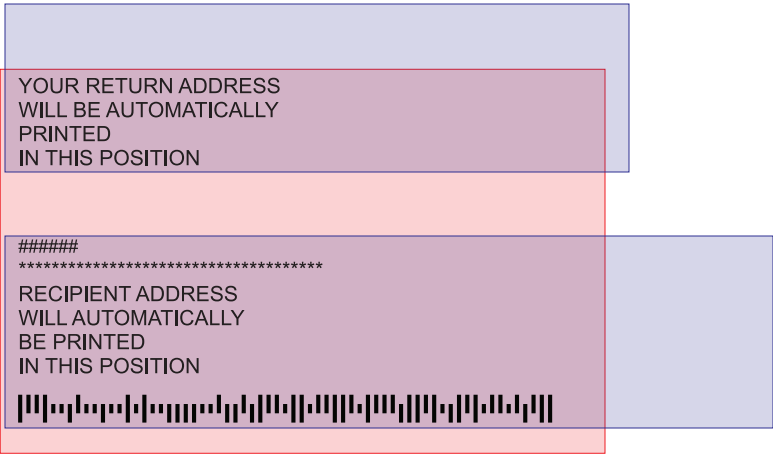 YOUR RETURN ADDRESS
WILL BE AUTOMATICALLY
PRINTED
IN THIS POSITION
######
*************************************
RECIPIENT ADDRESS
WILL AUTOMATICALLY
BE PRINTED
IN THIS POSITION